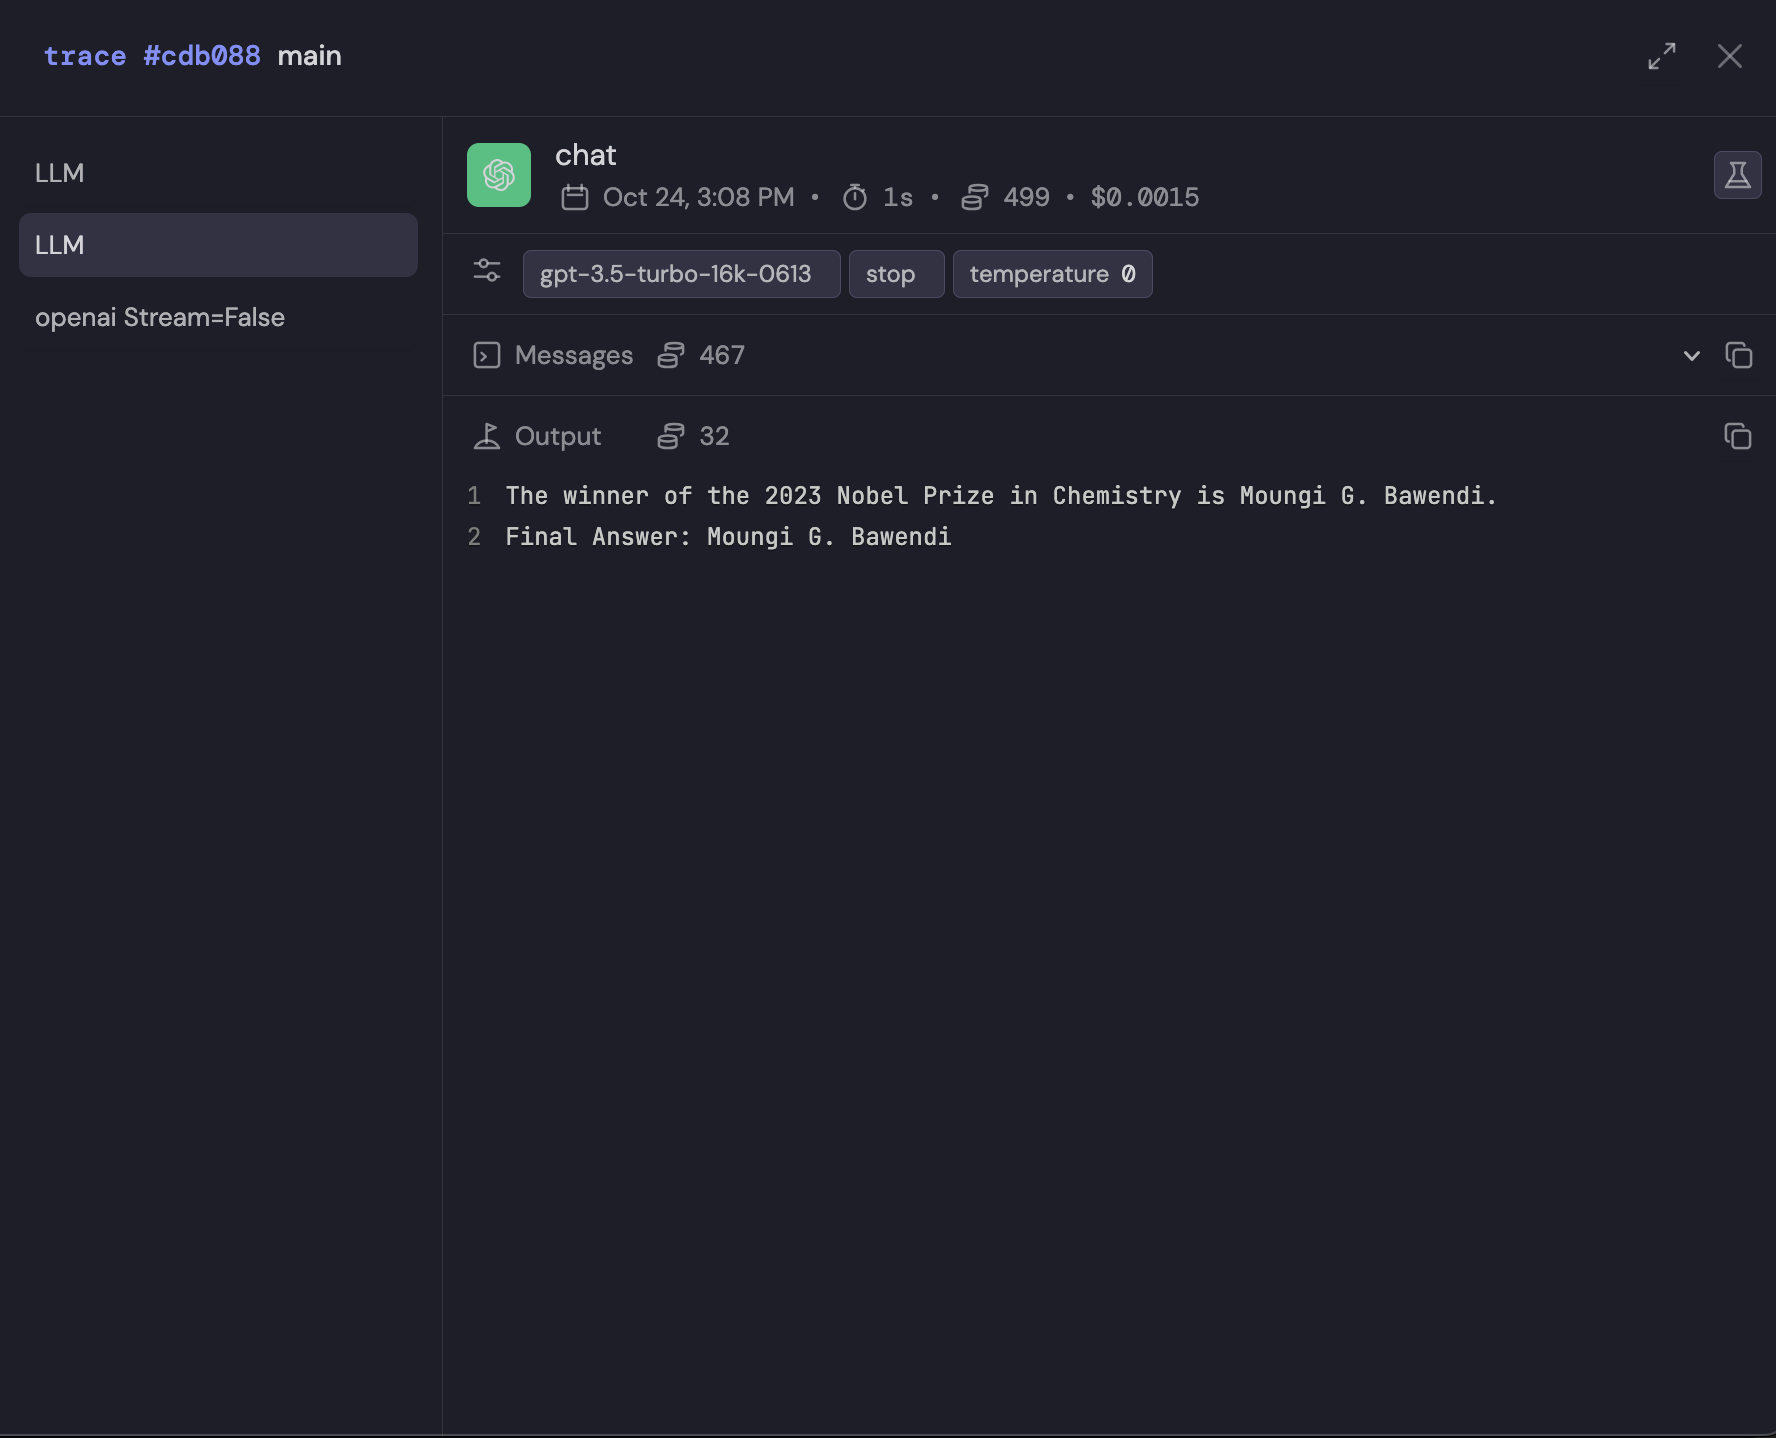 trace #cdb088 main
LLM
LLM
openai Stream=False
chat
Oct 24, 3:08 PM • 1s • 499 • $0.0015
gpt-3.5-turbo-16k-0613 stop temperature 0
Messages 467
Output 32
1 The winner of the 2023 Nobel Prize in Chemistry is Moungi G. Bawendi.
2 Final Answer: Moungi G. Bawendi